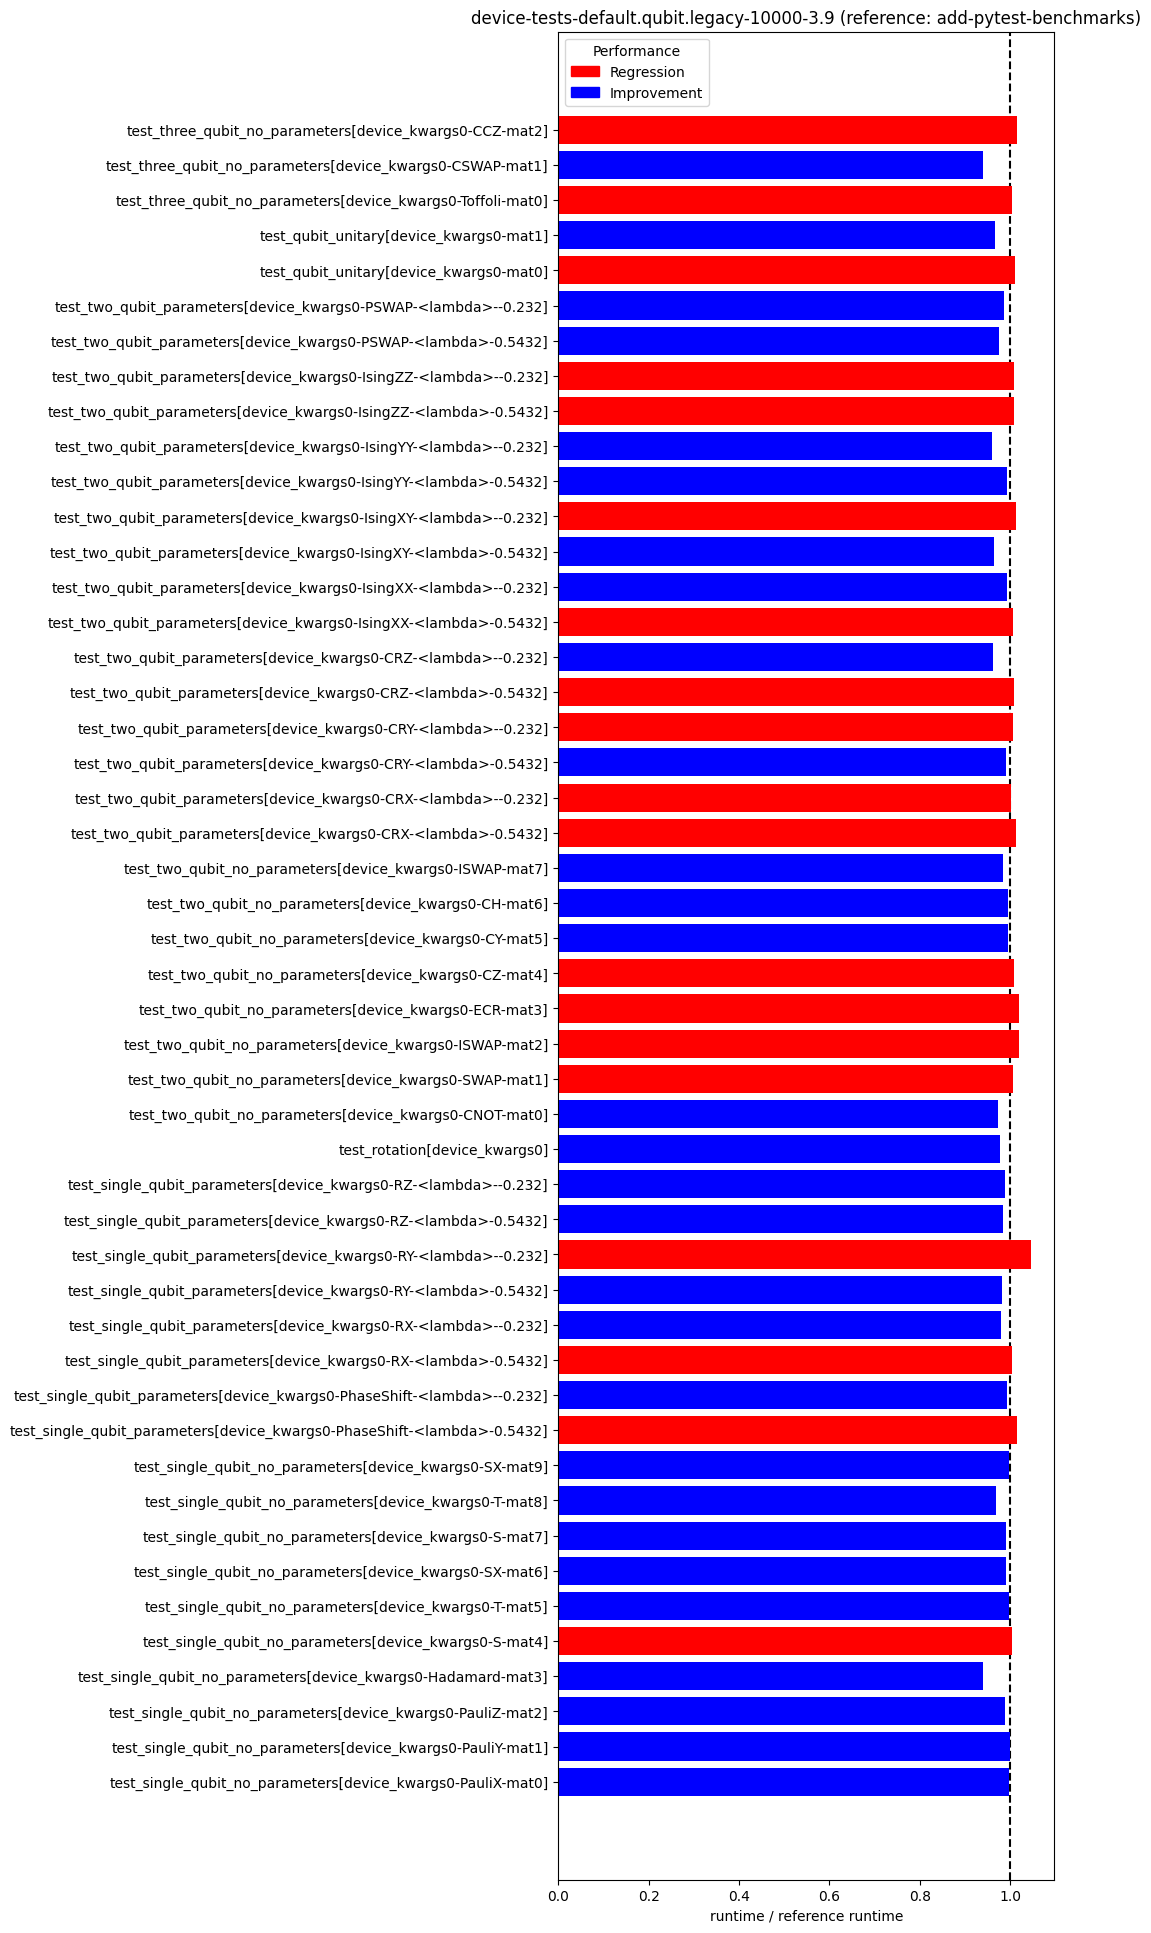 device-tests-default.qubit.legacy-10000-3.9 (reference: add-pytest-benchmarks)
Performance
Regression
Improvement
test_three_qubit_no_parameters[device_kwargs0-CCZ-mat2]
test_three_qubit_no_parameters[device_kwargs0-CSWAP-mat1]
test_three_qubit_no_parameters[device_kwargs0-Toffoli-mat0]
test_qubit_unitary[device_kwargs0-mat1]
test_qubit_unitary[device_kwargs0-mat0]
test_two_qubit_parameters[device_kwargs0-PSWAP-<lambda>--0.232]
test_two_qubit_parameters[device_kwargs0-PSWAP-<lambda>-0.5432]
test_two_qubit_parameters[device_kwargs0-IsingZZ-<lambda>--0.232]
test_two_qubit_parameters[device_kwargs0-IsingZZ-<lambda>-0.5432]
test_two_qubit_parameters[device_kwargs0-IsingYY-<lambda>--0.232]
test_two_qubit_parameters[device_kwargs0-IsingYY-<lambda>-0.5432]
test_two_qubit_parameters[device_kwargs0-IsingXY-<lambda>--0.232]
test_two_qubit_parameters[device_kwargs0-IsingXY-<lambda>-0.5432]
test_two_qubit_parameters[device_kwargs0-IsingXX-<lambda>--0.232]
test_two_qubit_parameters[device_kwargs0-IsingXX-<lambda>-0.5432]
test_two_qubit_parameters[device_kwargs0-CRZ-<lambda>--0.232]
test_two_qubit_parameters[device_kwargs0-CRZ-<lambda>-0.5432]
test_two_qubit_parameters[device_kwargs0-CRY-<lambda>--0.232]
test_two_qubit_parameters[device_kwargs0-CRY-<lambda>-0.5432]
test_two_qubit_parameters[device_kwargs0-CRX-<lambda>--0.232]
test_two_qubit_parameters[device_kwargs0-CRX-<lambda>-0.5432]
test_two_qubit_no_parameters[device_kwargs0-ISWAP-mat7]
test_two_qubit_no_parameters[device_kwargs0-CH-mat6]
test_two_qubit_no_parameters[device_kwargs0-CY-mat5]
test_two_qubit_no_parameters[device_kwargs0-CZ-mat4]
test_two_qubit_no_parameters[device_kwargs0-ECR-mat3]
test_two_qubit_no_parameters[device_kwargs0-ISWAP-mat2]
test_two_qubit_no_parameters[device_kwargs0-SWAP-mat1]
test_two_qubit_no_parameters[device_kwargs0-CNOT-mat0]
test_rotation[device_kwargs0]
test_single_qubit_parameters[device_kwargs0-RZ-<lambda>--0.232]
test_single_qubit_parameters[device_kwargs0-RZ-<lambda>-0.5432]
test_single_qubit_parameters[device_kwargs0-RY-<lambda>--0.232]
test_single_qubit_parameters[device_kwargs0-RY-<lambda>-0.5432]
test_single_qubit_parameters[device_kwargs0-RX-<lambda>--0.232]
test_single_qubit_parameters[device_kwargs0-RX-<lambda>-0.5432]
test_single_qubit_parameters[device_kwargs0-PhaseShift-<lambda>--0.232]
test_single_qubit_parameters[device_kwargs0-PhaseShift-<lambda>-0.5432]
test_single_qubit_no_parameters[device_kwargs0-SX-mat9]
test_single_qubit_no_parameters[device_kwargs0-T-mat8]
test_single_qubit_no_parameters[device_kwargs0-S-mat7]
test_single_qubit_no_parameters[device_kwargs0-SX-mat6]
test_single_qubit_no_parameters[device_kwargs0-T-mat5]
test_single_qubit_no_parameters[device_kwargs0-S-mat4]
test_single_qubit_no_parameters[device_kwargs0-Hadamard-mat3]
test_single_qubit_no_parameters[device_kwargs0-PauliZ-mat2]
test_single_qubit_no_parameters[device_kwargs0-PauliY-mat1]
test_single_qubit_no_parameters[device_kwargs0-PauliX-mat0]
0.0 0.2 0.4 0.6 0.8 1.0
runtime / reference runtime